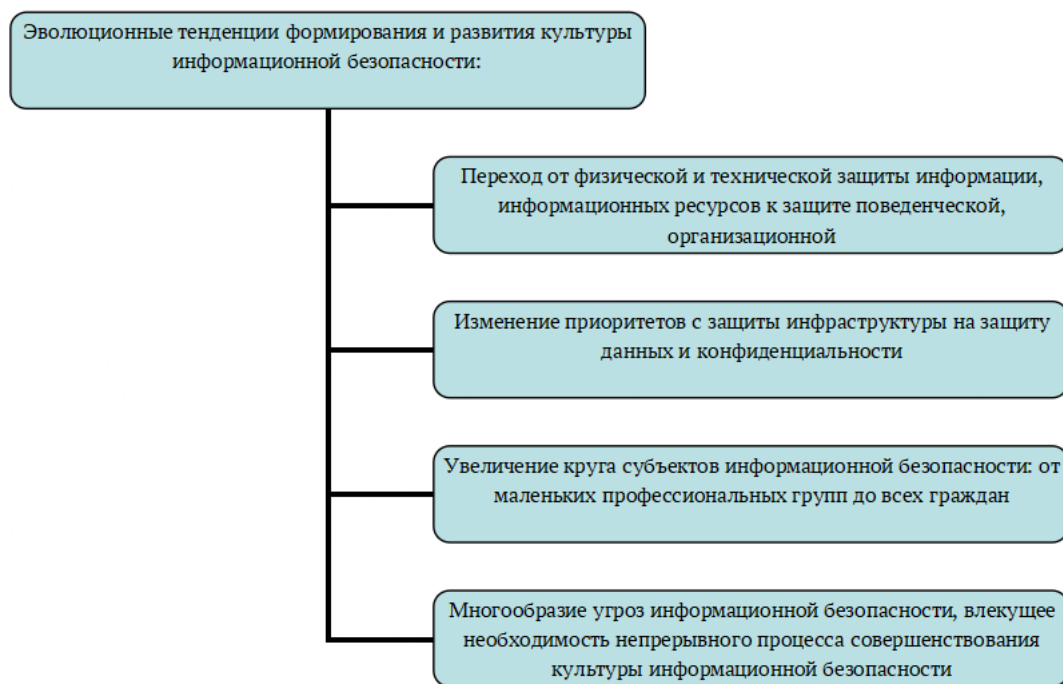 Эволюционные тенденции формирования и развития культуры
информационной безопасности:
Переход от физической и технической защиты информации,
информационных ресурсов к защите поведенческой,
организационной
Изменение приоритетов с защиты инфраструктуры на защиту
данных и конфиденциальности
Увеличение круга субъектов информационной безопасности: от
маленьких профессиональных групп до всех граждан
Многообразие угроз информационной безопасности, влекущее
необходимость непрерывного процесса совершенствования
культуры информационной безопасности